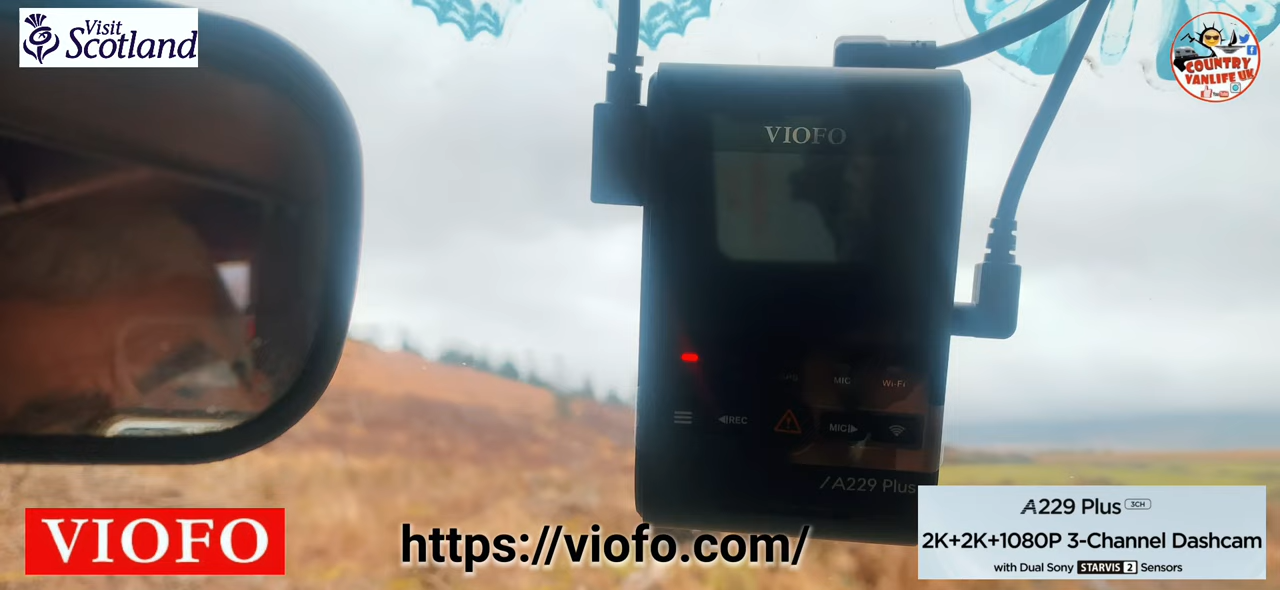 Visit
Scotland
COUNTRY
VANLIFE UK
VIOFO
MIC
Wi-Fi
REC
MIC
/A229 Plus
VIOFO
https://viofo.com/
A229 Plus 3CH
2K+2K+1080P 3-Channel Dashcam
with Dual Sony STARVIS 2 Sensors